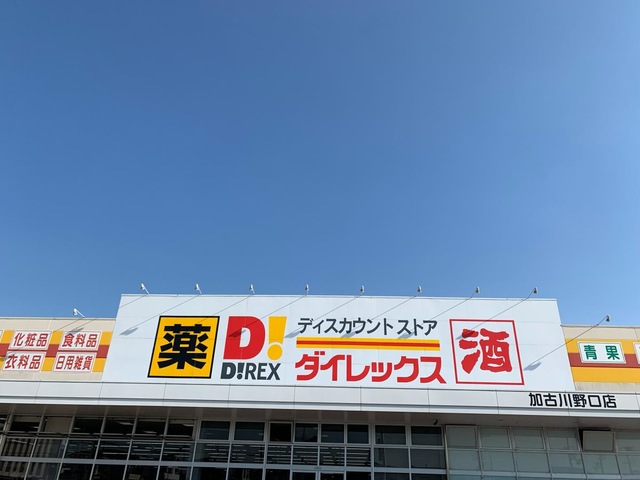 化粧品 食料品
衣料品 日用雑貨
薬
D!
D!REX
ディスカウント ストア
ダイレックス
酒
青果
加古川野口店